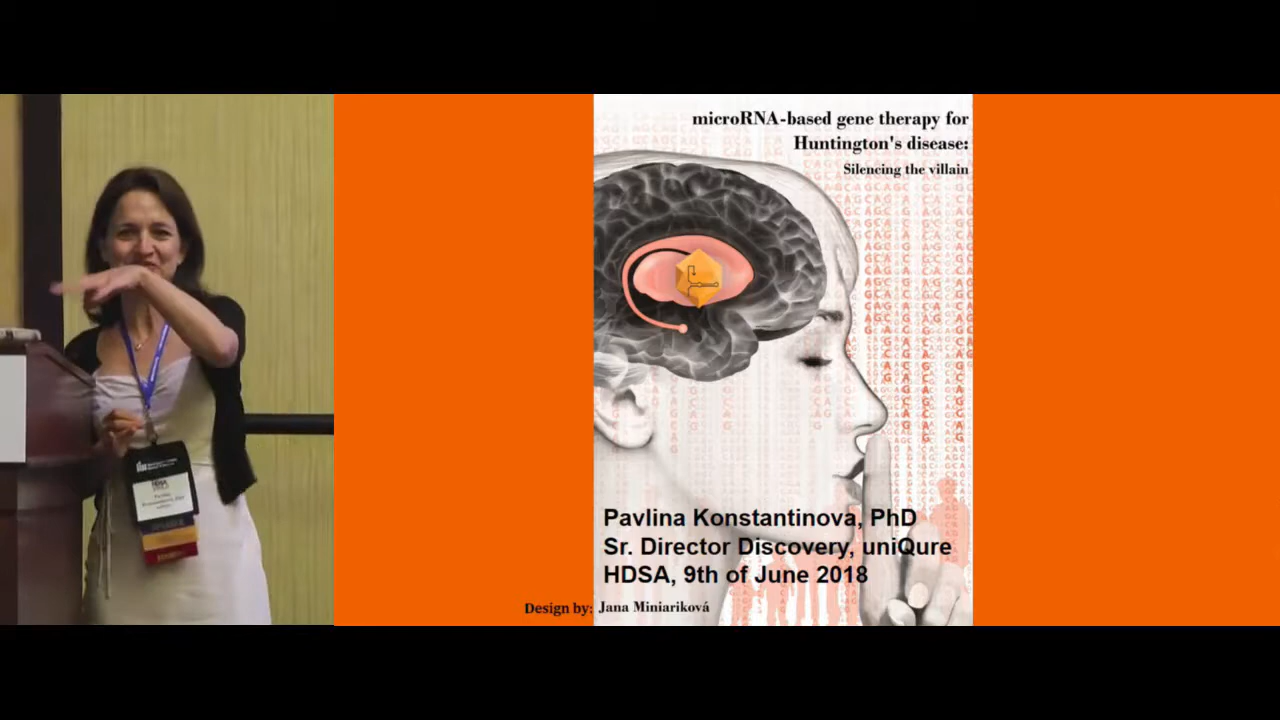 microRNA-based gene therapy for
Huntington's disease:
Silencing the villain
Pavlina Konstantinova, PhD
Sr. Director Discovery, uniQure
HDSA, 9th of June 2018
Design by: Jana Miniariková
HDSA